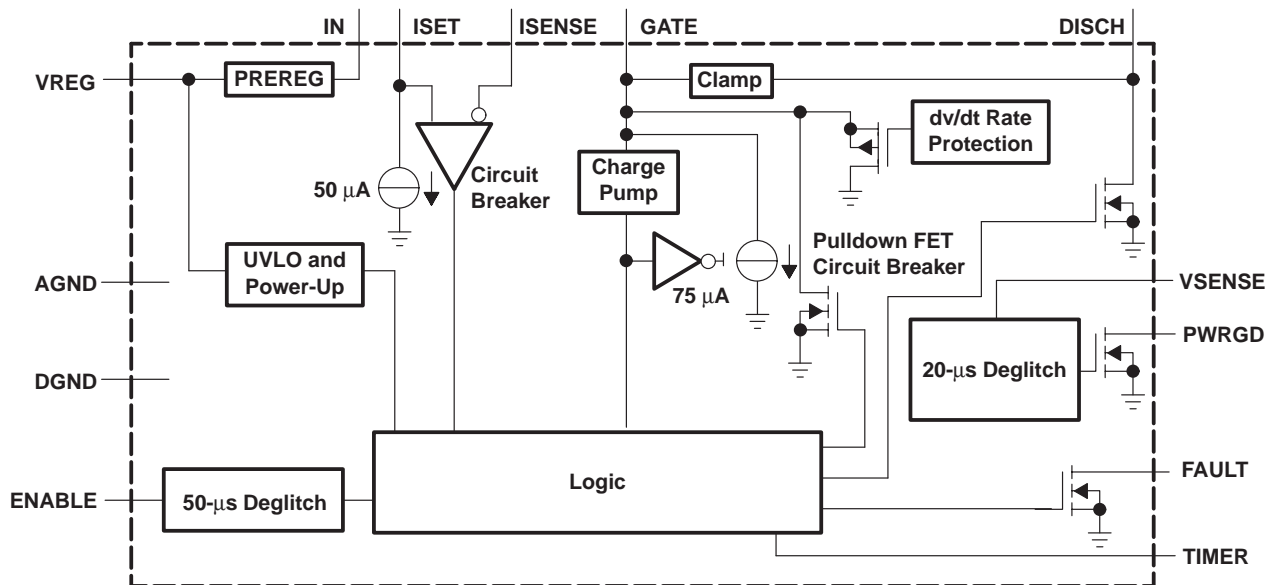 IN
ISET
ISENSE
GATE
DISCH
VREG
PREREG
Clamp
dv/dt Rate
Protection
Charge
Pump
50 μA
Circuit
Breaker
UVLO and
Power-Up
75 μA
Pulldown FET
Circuit Breaker
AGND
VSENSE
PWRGD
20-μs Deglitch
DGND
Logic
FAULT
ENABLE
50-μs Deglitch
TIMER